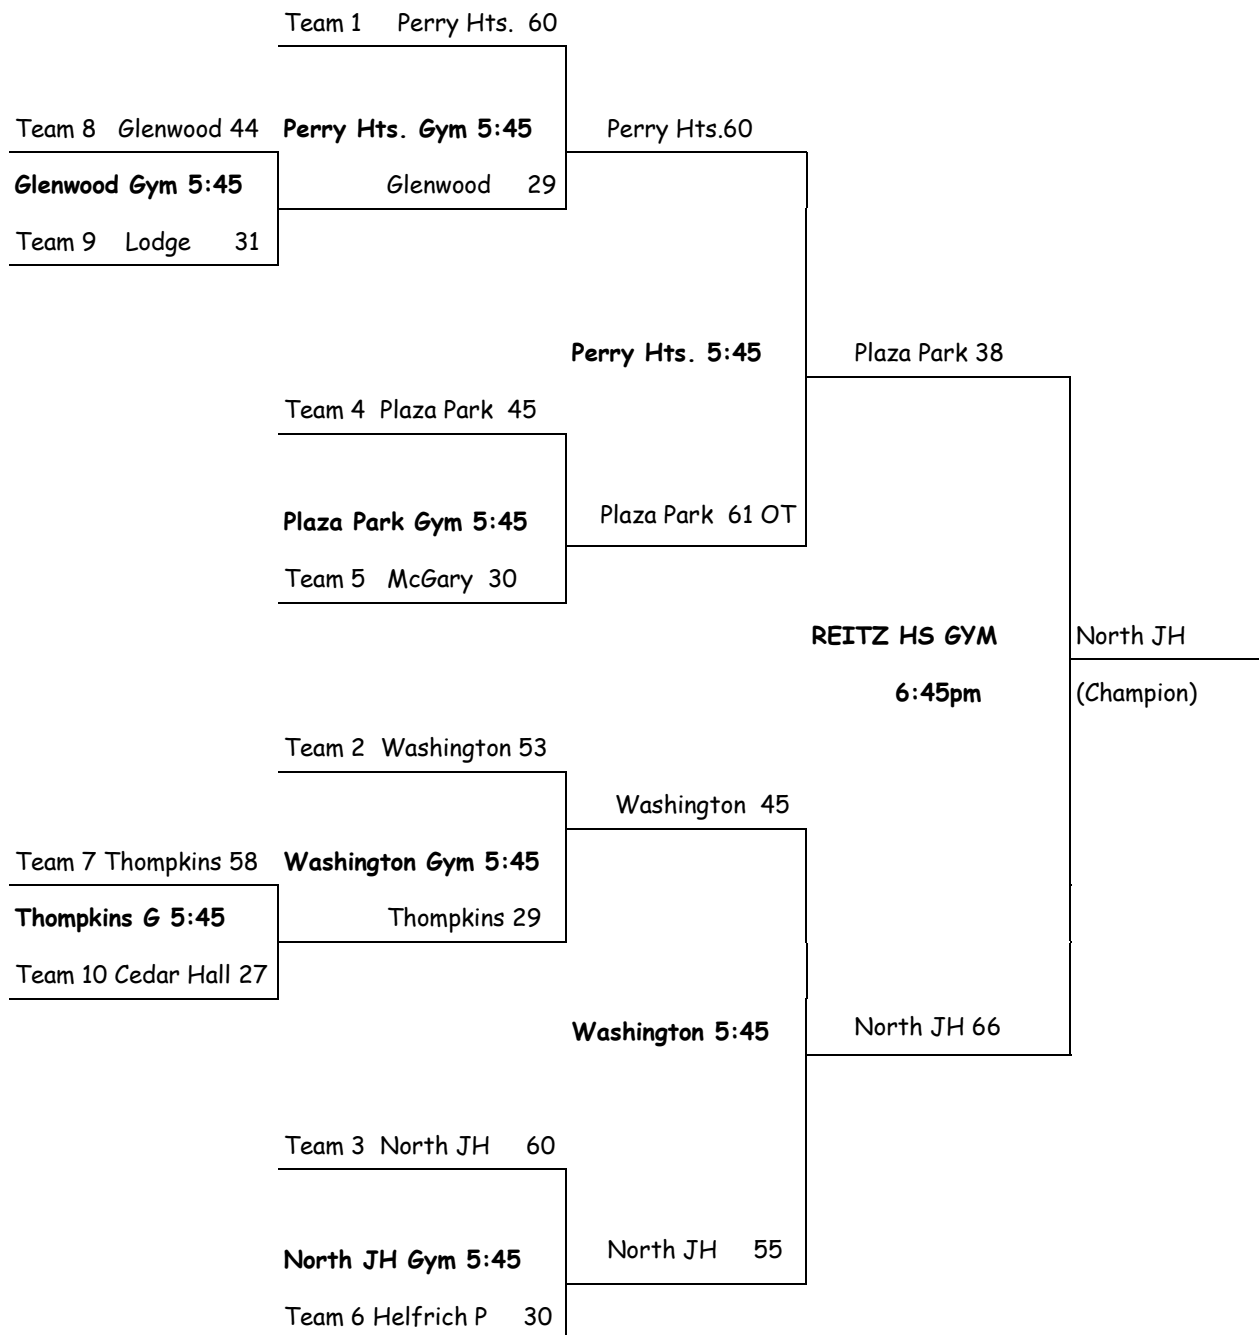 Team 1 Perry Hts. 60
Team 8 Glenwood 44 Perry Hts. Gym 5:45 Perry Hts.60
Glenwood Gym 5:45 Glenwood 29
Team 9 Lodge 31
Perry Hts. 5:45 Plaza Park 38
Team 4 Plaza Park 45
Plaza Park Gym 5:45 Plaza Park 61 OT
Team 5 McGary 30
REITZ HS GYM North JH
6:45pm (Champion)
Team 2 Washington 53
Washington 45
Team 7 Thompkins 58 Washington Gym 5:45
Thompkins G 5:45 Thompkins 29
Team 10 Cedar Hall 27
Washington 5:45 North JH 66
Team 3 North JH 60
North JH Gym 5:45 North JH 55
Team 6 Helfrich P 30